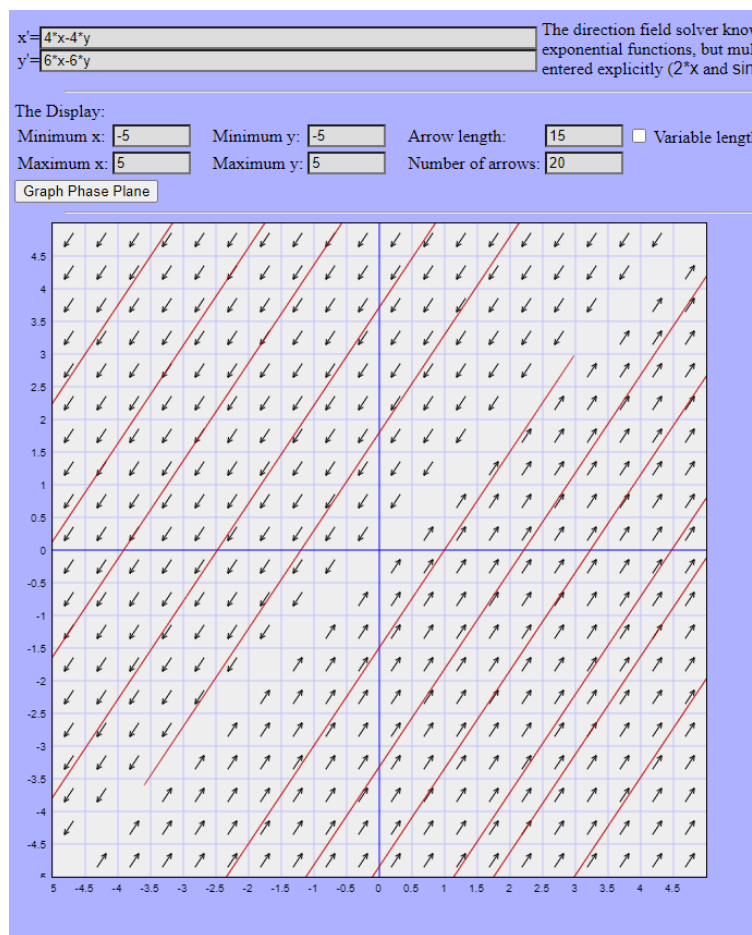 x'= 4*x-4*y
y'= 6*x-6*y
The direction field solver
exponential functions, but
entered explicitly (2*x and
The Display:
Minimum x: -5 Minimum y: -5 Arrow length: 15 Variable
Maximum x: 5 Maximum y: 5 Number of arrows: 20
Graph Phase Plane
4.5
4
3.5
3
2.5
2
1.5
1
0.5
0
-0.5
-1
-1.5
-2
-2.5
-3
-3.5
-4
-4.5
5 -4.5 -4 -3.5 -3 -2.5 -2 -1.5 -1 -0.5 0 0.5 1 1.5 2 2.5 3 3.5 4 4.5